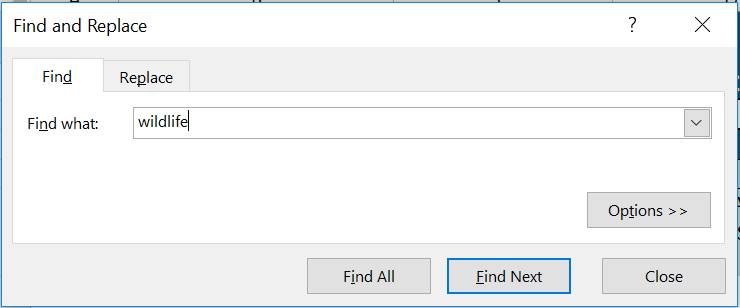 Find and Replace
?
Find
Replace
Find what:
wildlife
Options >>
Find All
Find Next
Close